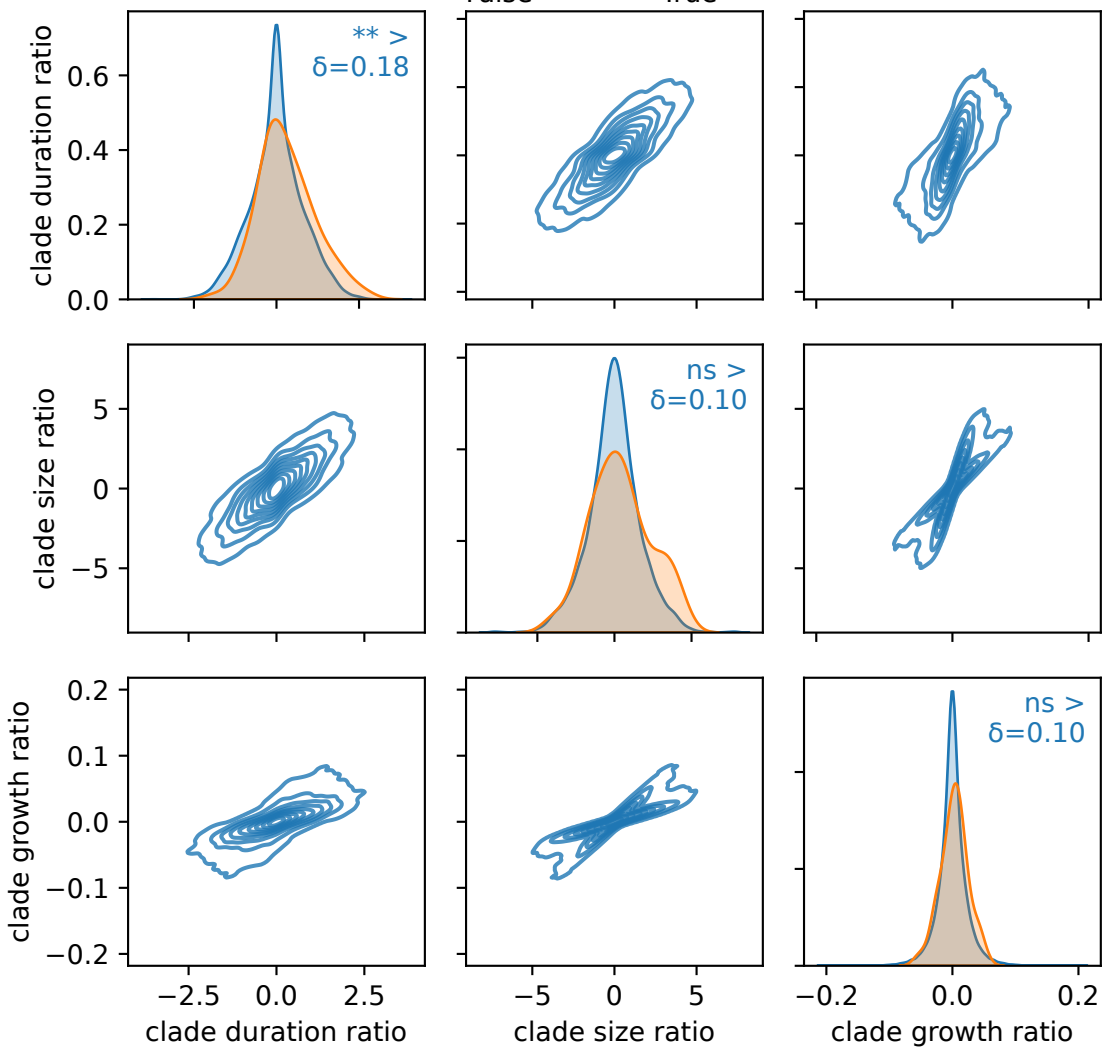 clade duration ratio
0.6
0.4
0.2
0.0
** >
δ=0.18
clade size ratio
5
0
−5
ns >
δ=0.10
clade growth ratio
0.2
0.1
0.0
−0.1
−0.2
ns >
δ=0.10
−2.5 0.0 2.5
−5 0 5
−0.2 0.0 0.2
clade duration ratio
clade size ratio
clade growth ratio